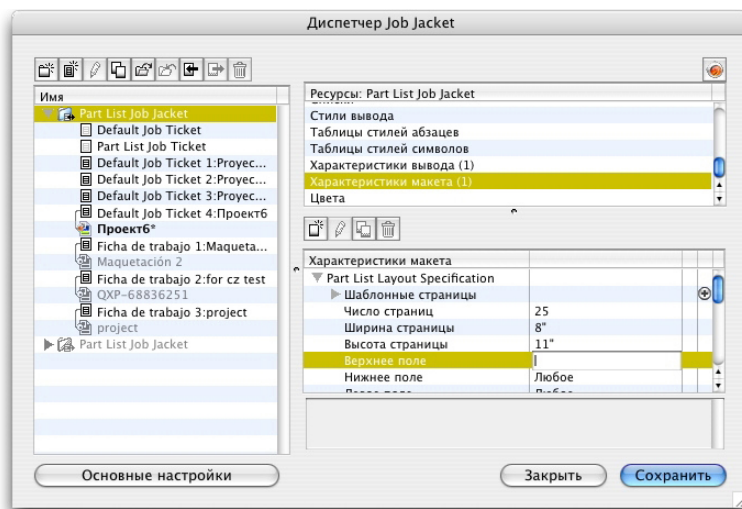 Диспетчер Job Jacket
Имя
Part List Job Jacket
Default Job Ticket
Part List Job Ticket
Default Job Ticket 1:Proyec...
Default Job Ticket 2:Proyec...
Default Job Ticket 3:Proyec...
Default Job Ticket 4:Проект6
Проект6*
Ficha de trabajo 1:Maqueta...
Maquetación 2
Ficha de trabajo 2:for cz test
QXP-68836251
Ficha de trabajo 3:project
project
Part List Job Jacket
Ресурсы: Part List Job Jacket
Стили вывода
Таблицы стилей абзацев
Таблицы стилей символов
Характеристики вывода (1)
Характеристики макета (1)
Цвета
Характеристики макета
Part List Layout Specification
Шаблонные страницы
Число страниц 25
Ширина страницы 8"
Высота страницы 11"
Верхнее поле
Нижнее поле Любое
Основные настройки
Закрыть
Сохранить